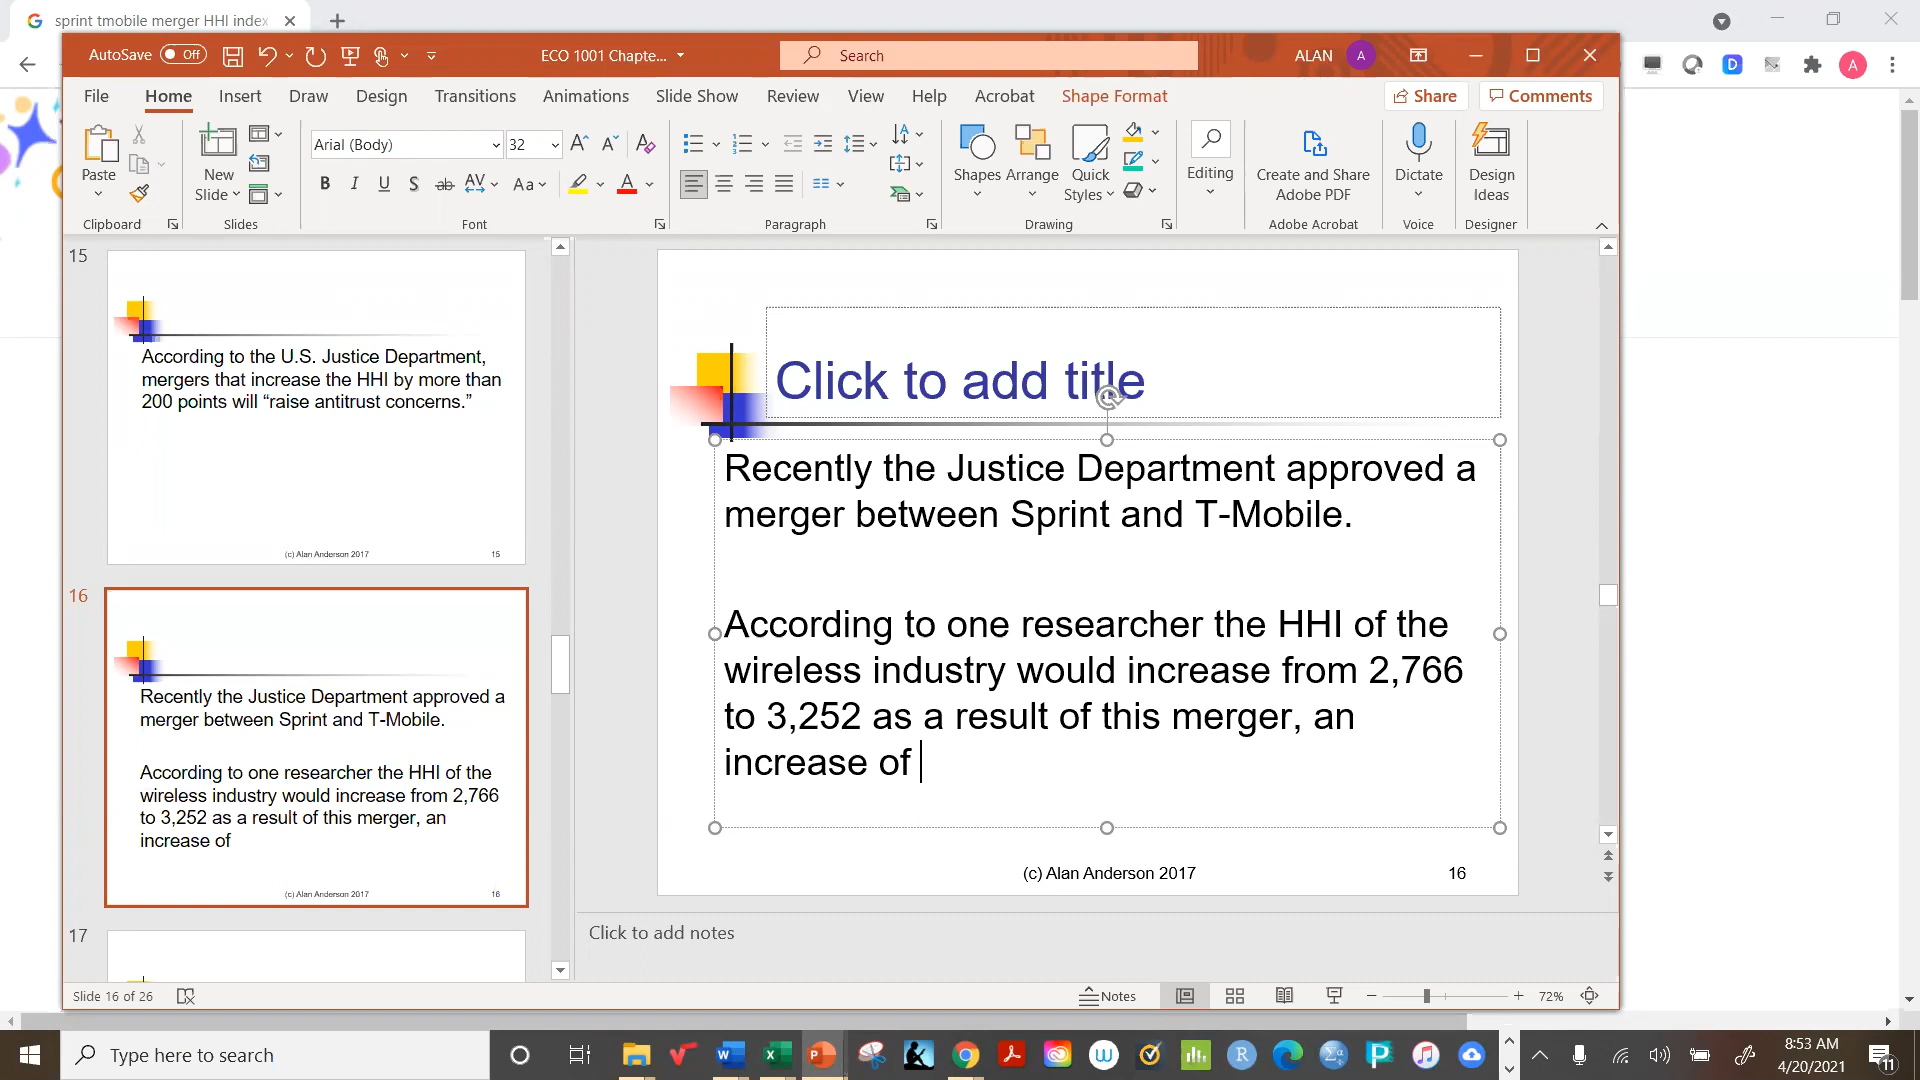 sprint tmobile merger HHI index
AutoSave Off
ECO 1001 Chapte...
Search
ALAN A
A
File Home Insert Draw Design Transitions Animations Slide Show Review View Help Acrobat Shape Format
Share Comments
Arial (Body) 32
Paste
New
Slide
Shapes Arrange Quick
Styles
Editing
Create and Share
Adobe PDF
Dictate
Design
Ideas
Clipboard Slides Font Paragraph Drawing Adobe Acrobat Voice Designer
15
According to the U.S. Justice Department,
mergers that increase the HHI by more than
200 points will “raise antitrust concerns.”
(c) Alan Anderson 2017 15
16
Recently the Justice Department approved a
merger between Sprint and T-Mobile.
According to one researcher the HHI of the
wireless industry would increase from 2,766
to 3,252 as a result of this merger, an
increase of
(c) Alan Anderson 2017 16
17
Click to add title
Recently the Justice Department approved a
merger between Sprint and T-Mobile.
According to one researcher the HHI of the
wireless industry would increase from 2,766
to 3,252 as a result of this merger, an
increase of
(c) Alan Anderson 2017 16
Click to add notes
Slide 16 of 26
Notes
72%
Type here to search
8:53 AM
4/20/2021
11